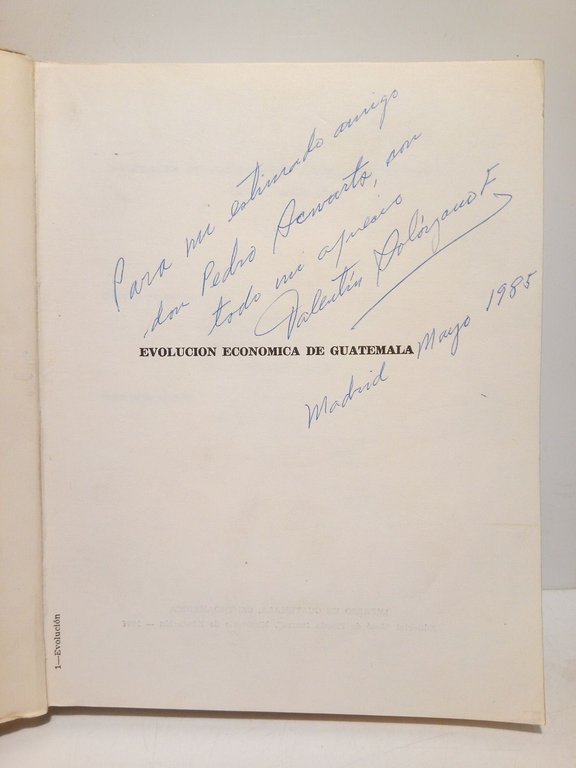 Para mi estimado amigo
don Pedro Schwartz, con
todo mi aprecio
Valentín Solórzano F.
EVOLUCION ECONOMICA DE GUATEMALA
Madrid Mayo 1985
1—Evolución